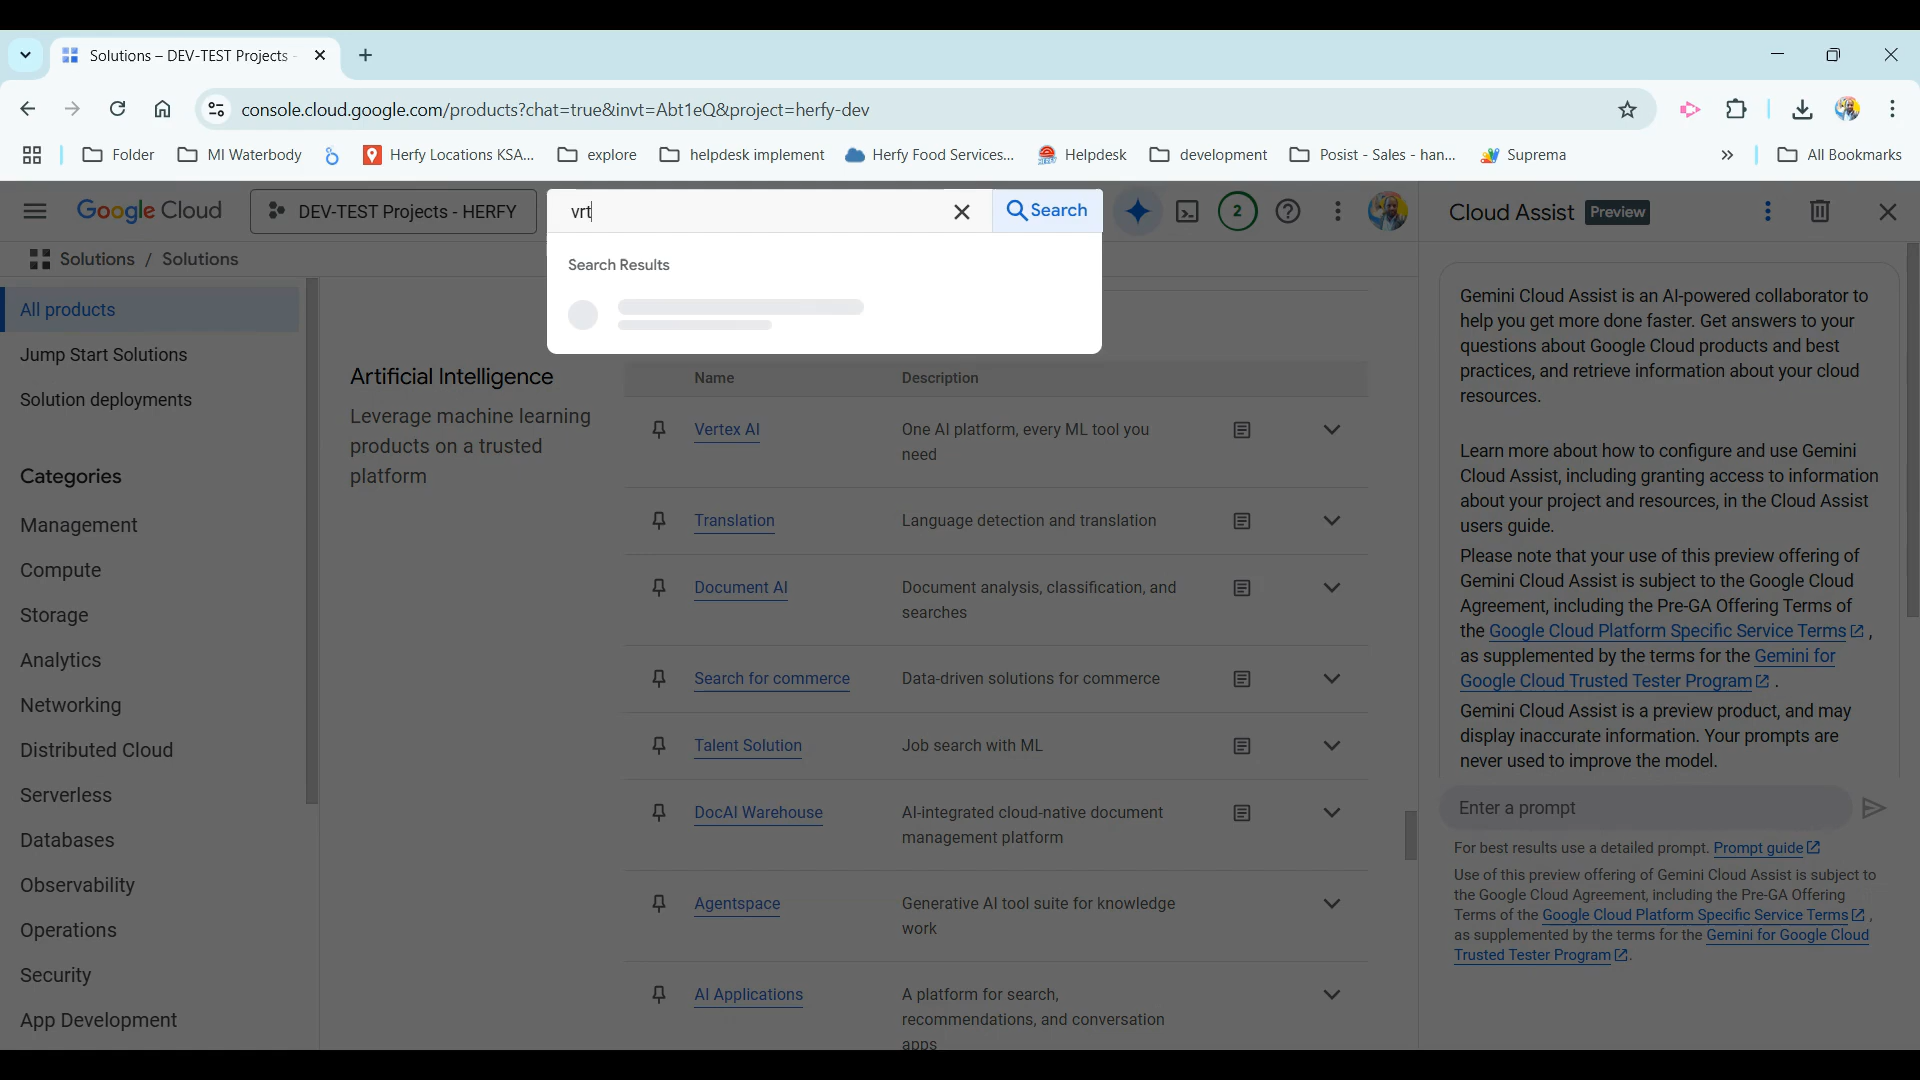 Solutions – DEV-TEST Projects -
console.cloud.google.com/products?chat=true&invt=Abt1eQ&project=herfy-dev
Folder
MI Waterbody
Herfy Locations KSA...
explore
helpdesk implement
Herfy Food Services...
Helpdesk
development
Posist - Sales - han...
Suprema
All Bookmarks
Google Cloud
DEV-TEST Projects - HERFY
vrt
Search
2
Cloud Assist Preview
Solutions / Solutions
Search Results
All products
Jump Start Solutions
Solution deployments
Categories
Management
Compute
Storage
Analytics
Networking
Distributed Cloud
Serverless
Databases
Observability
Operations
Security
App Development
Artificial Intelligence
Leverage machine learning
products on a trusted
platform
Name Description
Vertex AI One AI platform, every ML tool you
need
Translation Language detection and translation
Document AI Document analysis, classification, and
searches
Search for commerce Data-driven solutions for commerce
Talent Solution Job search with ML
DocAI Warehouse AI-integrated cloud-native document
management platform
Agentspace Generative AI tool suite for knowledge
work
AI Applications A platform for search,
recommendations, and conversation
apps
Gemini Cloud Assist is an AI-powered collaborator to
help you get more done faster. Get answers to your
questions about Google Cloud products and best
practices, and retrieve information about your cloud
resources.
Learn more about how to configure and use Gemini
Cloud Assist, including granting access to information
about your project and resources, in the Cloud Assist
users guide.
Please note that your use of this preview offering of
Gemini Cloud Assist is subject to the Google Cloud
Agreement, including the Pre-GA Offering Terms of
the Google Cloud Platform Specific Service Terms ,
as supplemented by the terms for the Gemini for
Google Cloud Trusted Tester Program .
Gemini Cloud Assist is a preview product, and may
display inaccurate information. Your prompts are
never used to improve the model.
Enter a prompt
For best results use a detailed prompt. Prompt guide
Use of this preview offering of Gemini Cloud Assist is subject to
the Google Cloud Agreement, including the Pre-GA Offering
Terms of the Google Cloud Platform Specific Service Terms ,
as supplemented by the terms for the Gemini for Google Cloud
Trusted Tester Program .